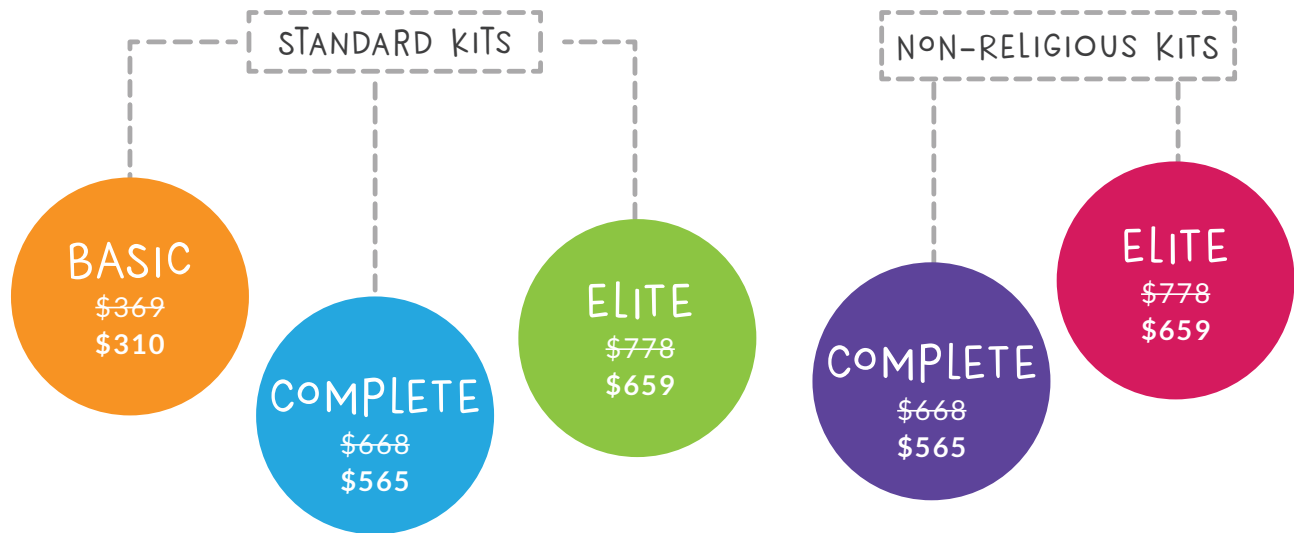 STANDARD KITS
BASIC
$369
$310
COMPLETE
$668
$565
ELITE
$778
$659
NON-RELIGIOUS KITS
COMPLETE
$668
$565
ELITE
$778
$659